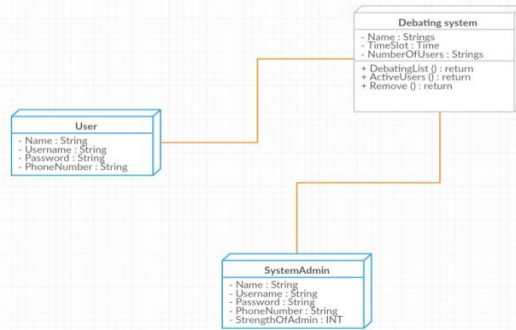 Debating system
- Name : Strings
- TimeSlot : Time
- NumberOfUsers : Strings
+ DebatingList () : return
+ ActiveUsers () : return
+ Remove () : return
User
- Name : String
- Username : String
- Password : String
- PhoneNumber : String
SystemAdmin
- Name : String
- Username : String
- Password : String
- PhoneNumber : String
- StrengthOfAdmin : INT